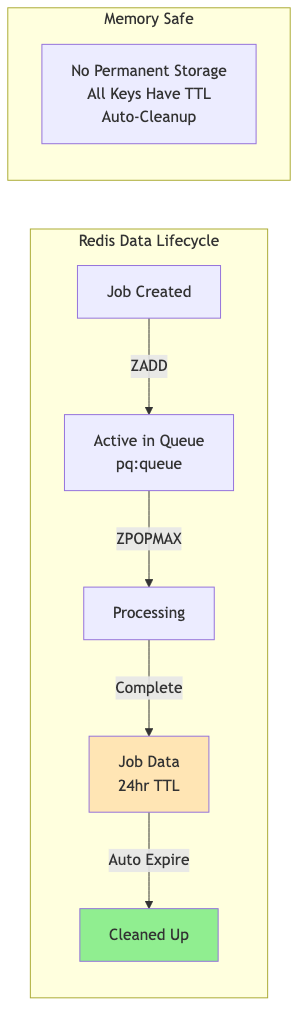 Memory Safe
No Permanent Storage
All Keys Have TTL
Auto-Cleanup
Redis Data Lifecycle
Job Created
ZADD
Active in Queue
pq:queue
ZPOPMAX
Processing
Complete
Job Data
24hr TTL
Auto Expire
Cleaned Up